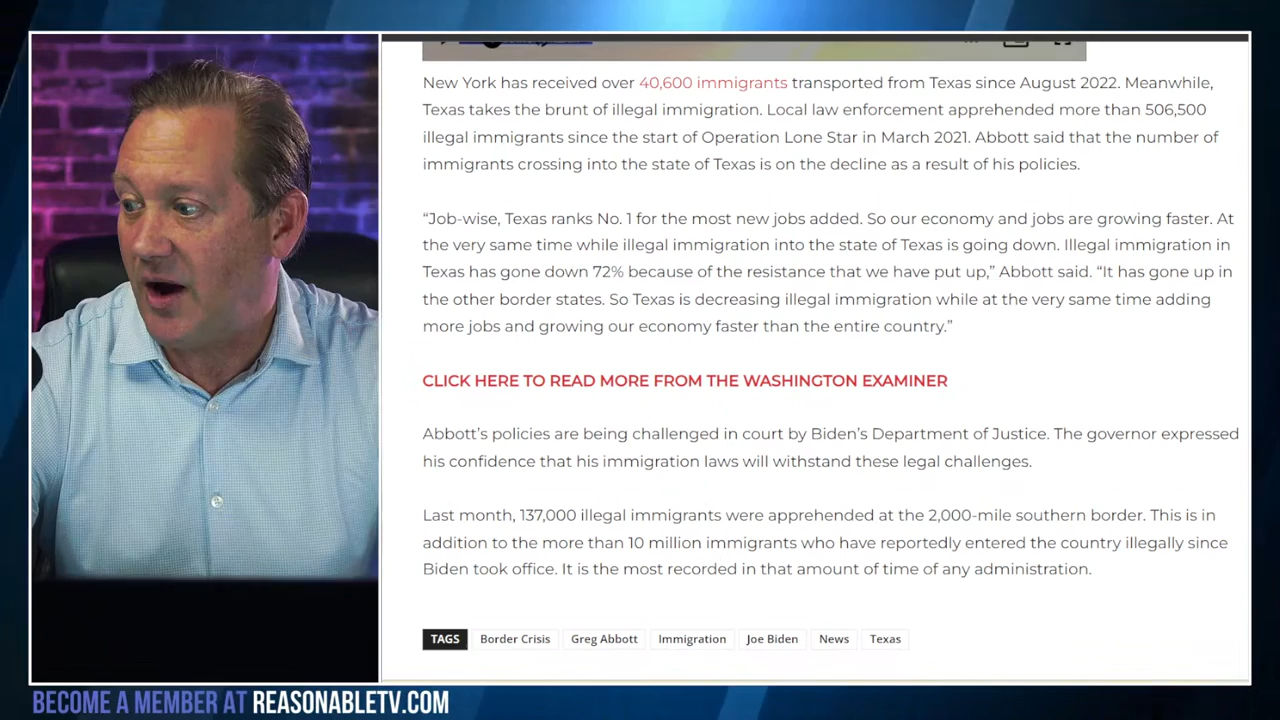 New York has received over 40,600 immigrants transported from Texas since August 2022. Meanwhile,
Texas takes the brunt of illegal immigration. Local law enforcement apprehended more than 506,500
illegal immigrants since the start of Operation Lone Star in March 2021. Abbott said that the number of
immigrants crossing into the state of Texas is on the decline as a result of his policies.
“Job-wise, Texas ranks No. 1 for the most new jobs added. So our economy and jobs are growing faster. At
the very same time while illegal immigration into the state of Texas is going down. Illegal immigration in
Texas has gone down 72% because of the resistance that we have put up,” Abbott said. “It has gone up in
the other border states. So Texas is decreasing illegal immigration while at the very same time adding
more jobs and growing our economy faster than the entire country.”
CLICK HERE TO READ MORE FROM THE WASHINGTON EXAMINER
Abbott’s policies are being challenged in court by Biden’s Department of Justice. The governor expressed
his confidence that his immigration laws will withstand these legal challenges.
Last month, 137,000 illegal immigrants were apprehended at the 2,000-mile southern border. This is in
addition to the more than 10 million immigrants who have reportedly entered the country illegally since
Biden took office. It is the most recorded in that amount of time of any administration.
TAGS Border Crisis Greg Abbott Immigration Joe Biden News Texas
BECOME A MEMBER AT REASONABLETV.COM